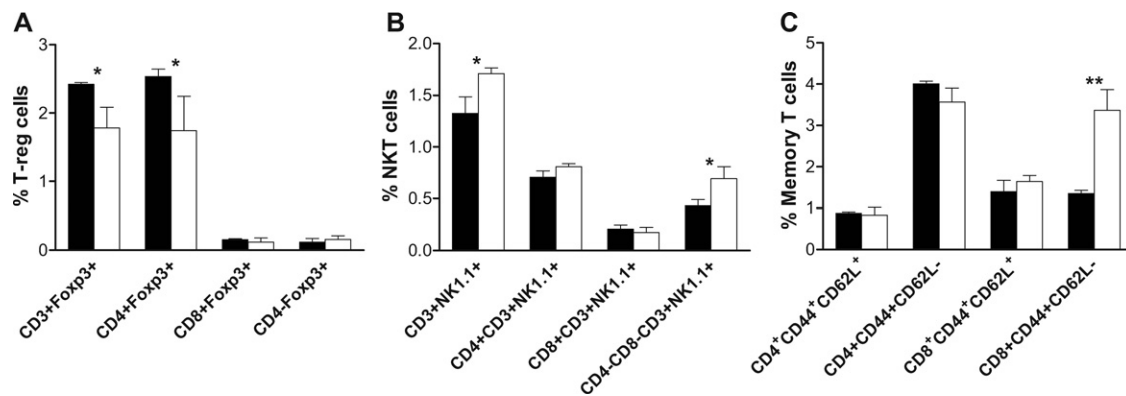 A
% T-reg cells
3
2
1
0
*
*
CD3+Foxp3+
CD4+Foxp3+
CD8+Foxp3+
CD4-Foxp3+
B
% NKT cells
2.0
1.5
1.0
0.5
0.0
*
*
CD3+NK1.1+
CD4+CD3+NK1.1+
CD8+CD3+NK1.1+
CD4-CD8-CD3+NK1.1+
C
% Memory T cells
5
4
3
2
1
0
**
CD4⁺CD44⁺CD62L⁺
CD4+CD44+CD62L-
CD8⁺CD44⁺CD62L⁺
CD8+CD44+CD62L-